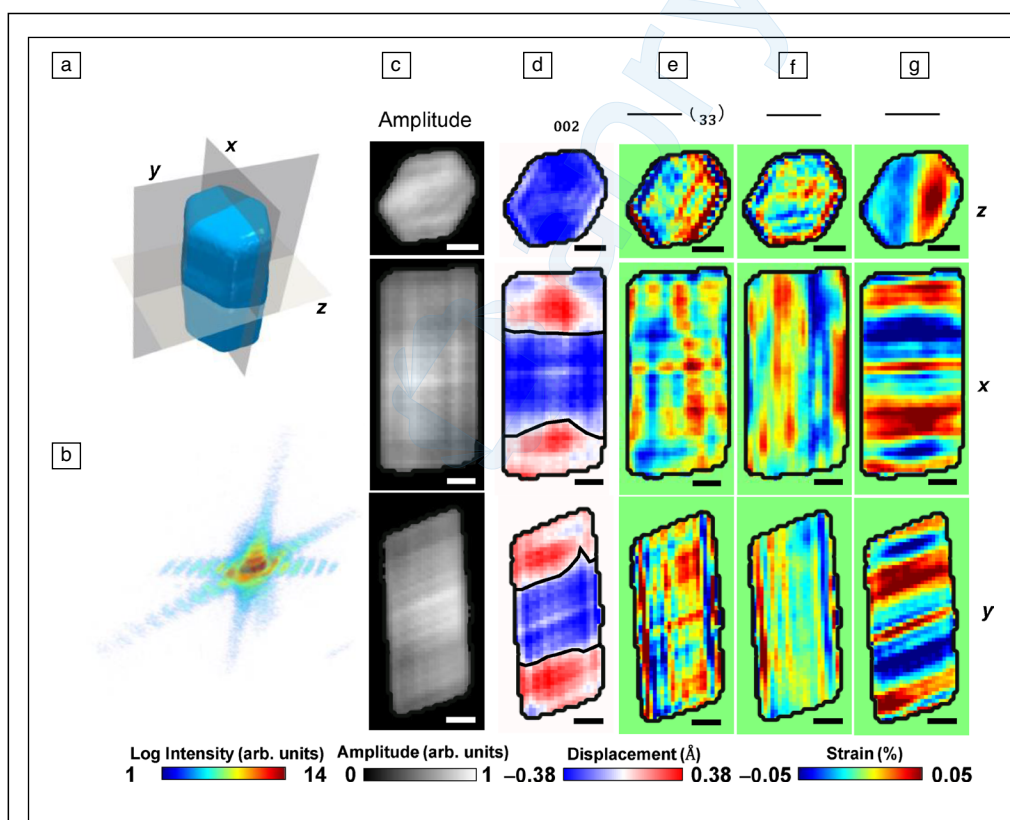 a
b
c
d
e
f
g
Amplitude
002
(33)
x
y
z
z
x
y
Log Intensity (arb. units)
1 14
Amplitude (arb. units)
0 1
Displacement (Å)
−0.38 0.38
Strain (%)
−0.05 0.05